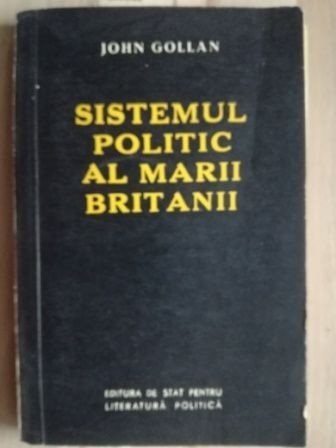 JOHN GOLLAN
SISTEMUL
POLITIC
AL MARII
BRITANII
EDITURA DE STAT PENTRU
LITERATURĂ POLITICĂ